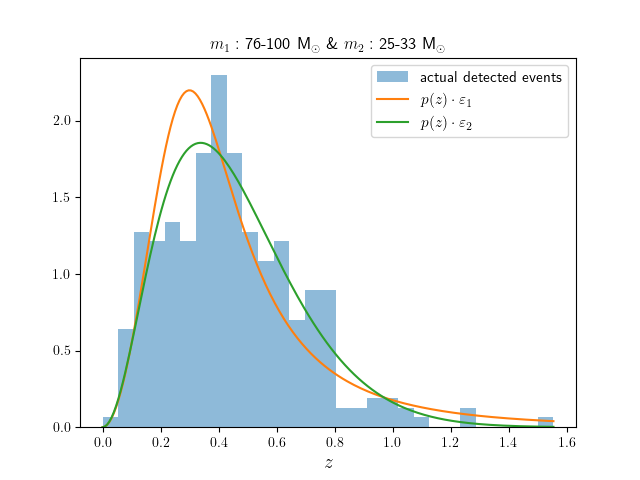 m₁ : 76-100 M⊙ & m₂ : 25-33 M⊙
actual detected events
p(z) · ε₁
p(z) · ε₂
2.0
1.5
1.0
0.5
0.0
0.0 0.2 0.4 0.6 0.8 1.0 1.2 1.4 1.6
z